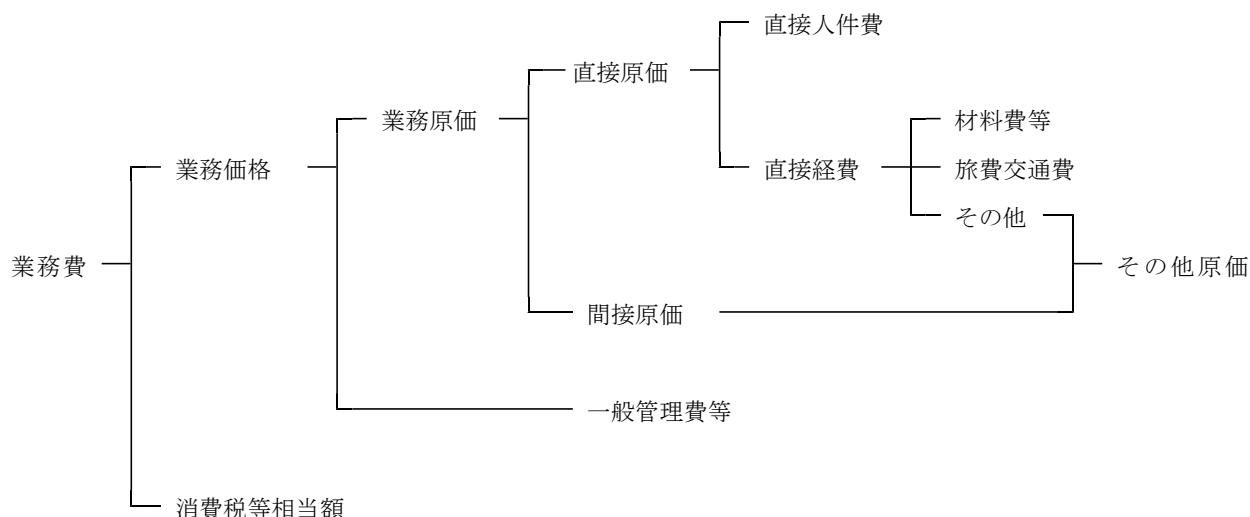 直接人件費
直接原価
業務原価
材料費等
業務価格
直接経費
旅費交通費
その他
業務費
その他原価
間接原価
一般管理費等
消費税等相当額